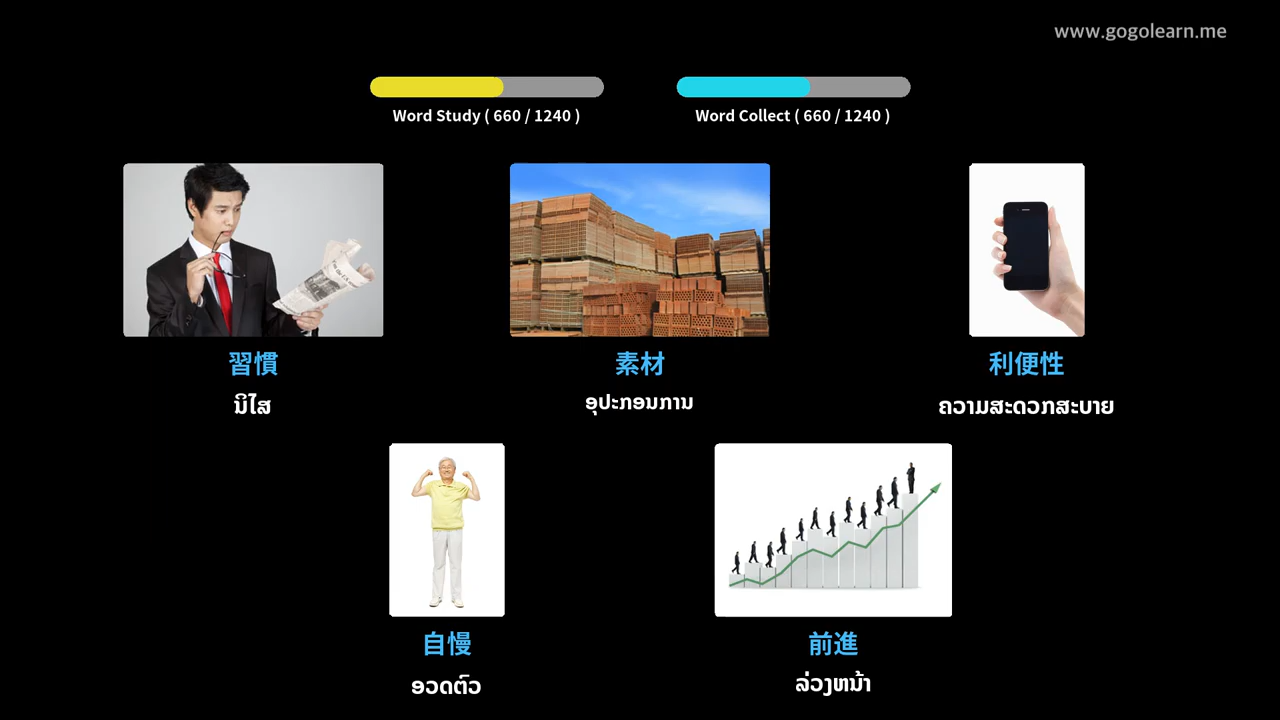 www.gogolearn.me
Word Study ( 660 / 1240 )
Word Collect ( 660 / 1240 )
習慣
ນິໄສ
素材
ອຸປະກອນການ
利便性
ຄວາມສະດວກສະບາຍ
自慢
ອວດຕົວ
前進
ລ່ວງຫນ້າ